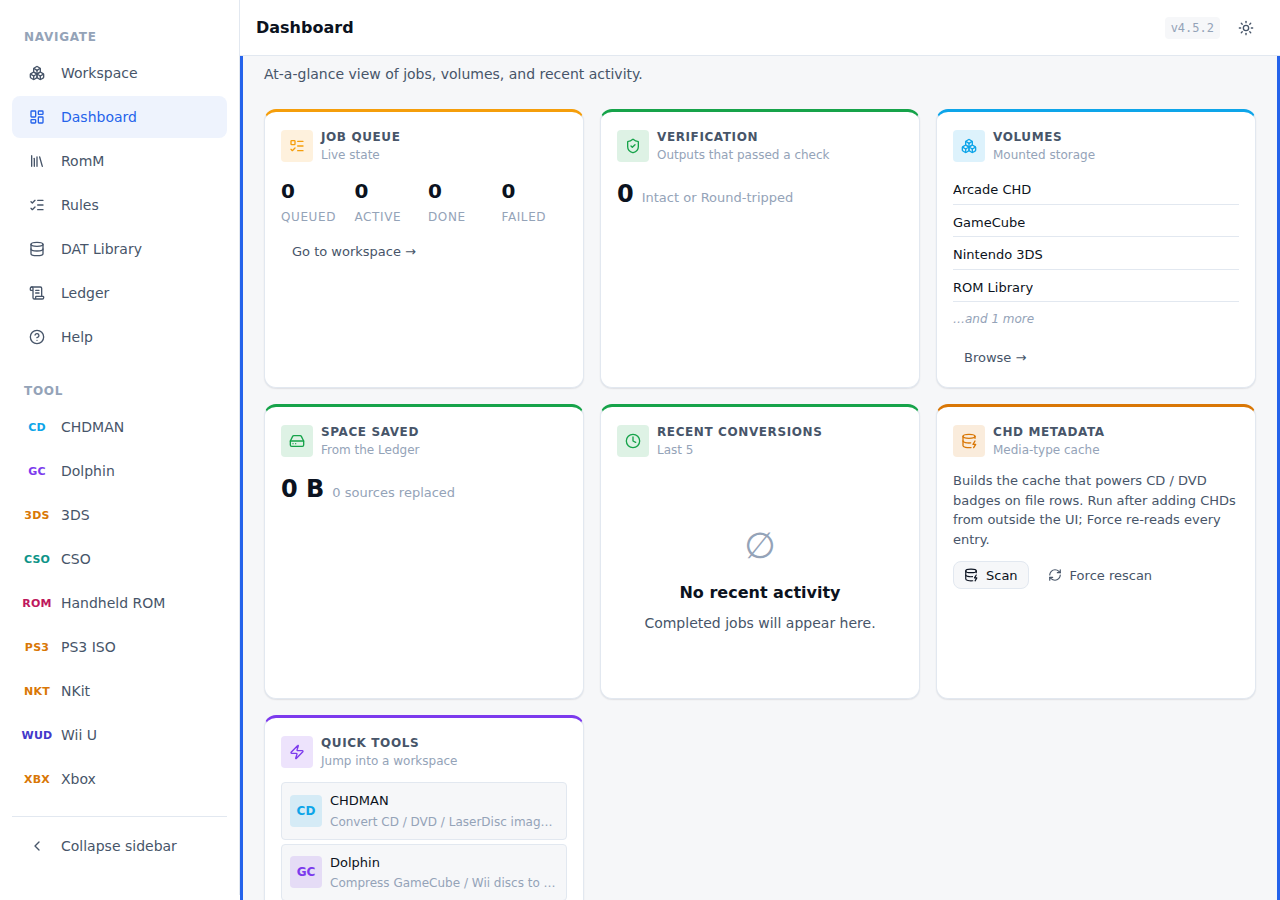 NAVIGATE
Workspace
Dashboard
RomM
Rules
DAT Library
Ledger
Help
TOOL
CD CHDMAN
GC Dolphin
3DS 3DS
CSO CSO
ROM Handheld ROM
PS3 PS3 ISO
NKT NKit
WUD Wii U
XBX Xbox
Collapse sidebar
Dashboard
v4.5.2
At-a-glance view of jobs, volumes, and recent activity.
JOB QUEUE
Live state
0 0 0 0
QUEUED ACTIVE DONE FAILED
Go to workspace →
VERIFICATION
Outputs that passed a check
0 Intact or Round-tripped
VOLUMES
Mounted storage
Arcade CHD
GameCube
Nintendo 3DS
ROM Library
…and 1 more
Browse →
SPACE SAVED
From the Ledger
0 B 0 sources replaced
RECENT CONVERSIONS
Last 5
∅
No recent activity
Completed jobs will appear here.
CHD METADATA
Media-type cache
Builds the cache that powers CD / DVD
badges on file rows. Run after adding CHDs
from outside the UI; Force re-reads every
entry.
Scan Force rescan
QUICK TOOLS
Jump into a workspace
CD CHDMAN
Convert CD / DVD / LaserDisc imag…
GC Dolphin
Compress GameCube / Wii discs to …